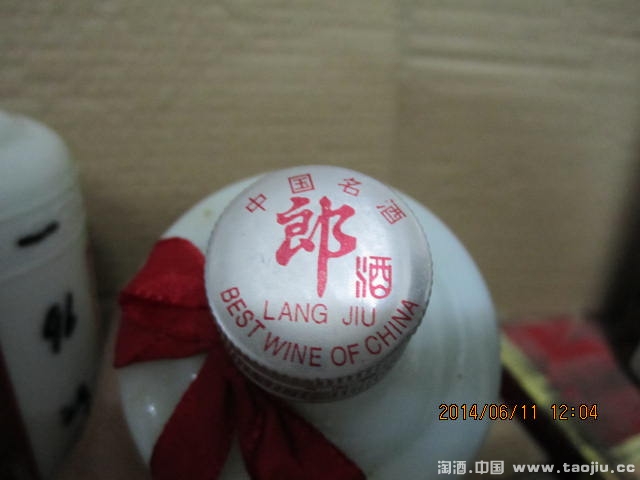 中国名酒
郎酒
LANG JIU
BEST WINE OF CHINA
96
2014/06/11 12:04
淘酒.中国 www.taojiu.cc